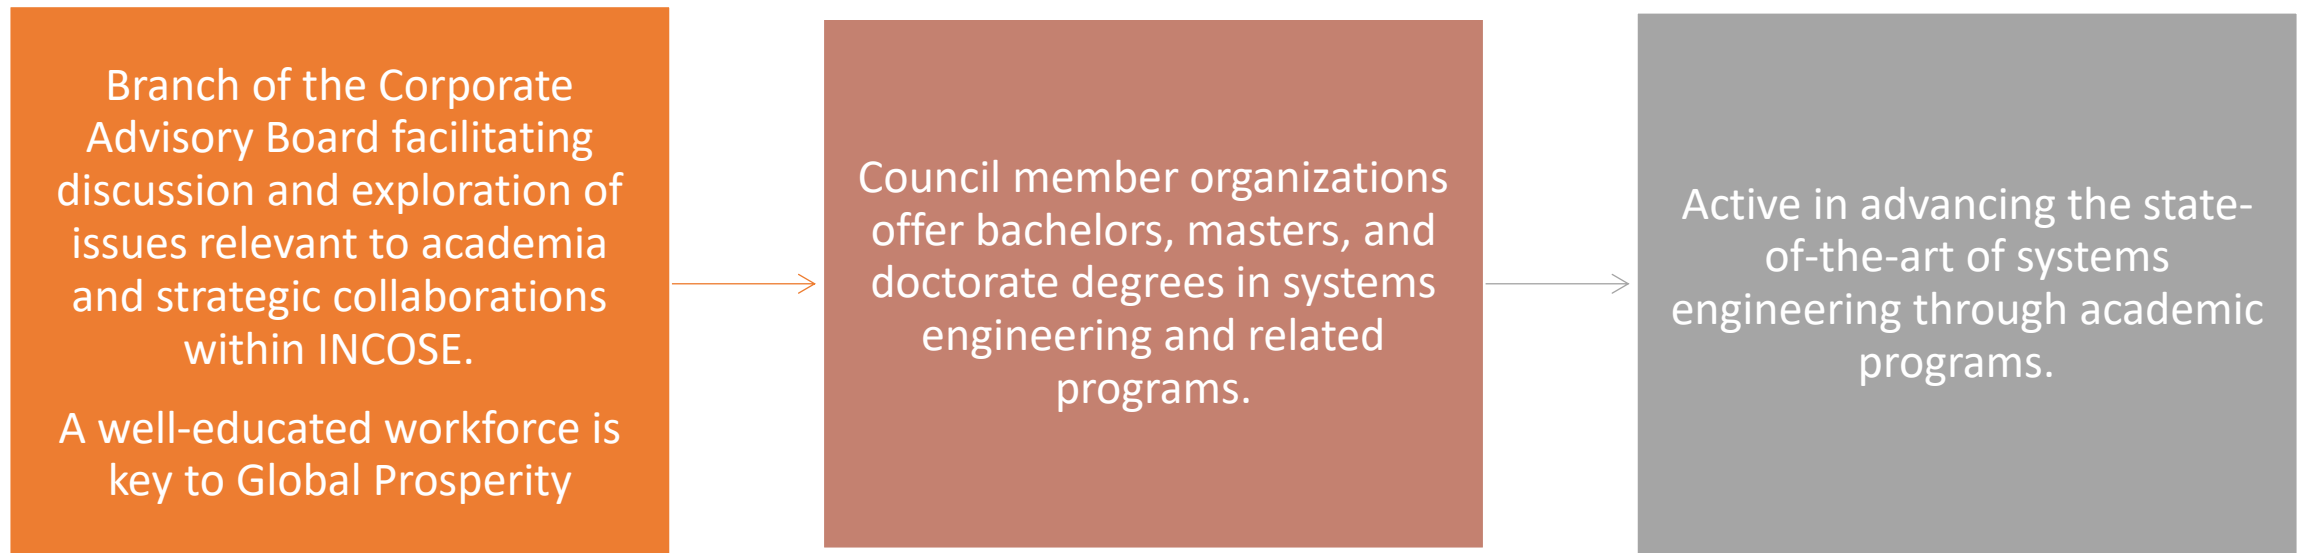 Branch of the Corporate
Advisory Board facilitating
discussion and exploration of
issues relevant to academia
and strategic collaborations
within INCOSE.
A well-educated workforce is
key to Global Prosperity
Council member organizations
offer bachelors, masters, and
doctorate degrees in systems
engineering and related
programs.
Active in advancing the state-
of-the-art of systems
engineering through academic
programs.